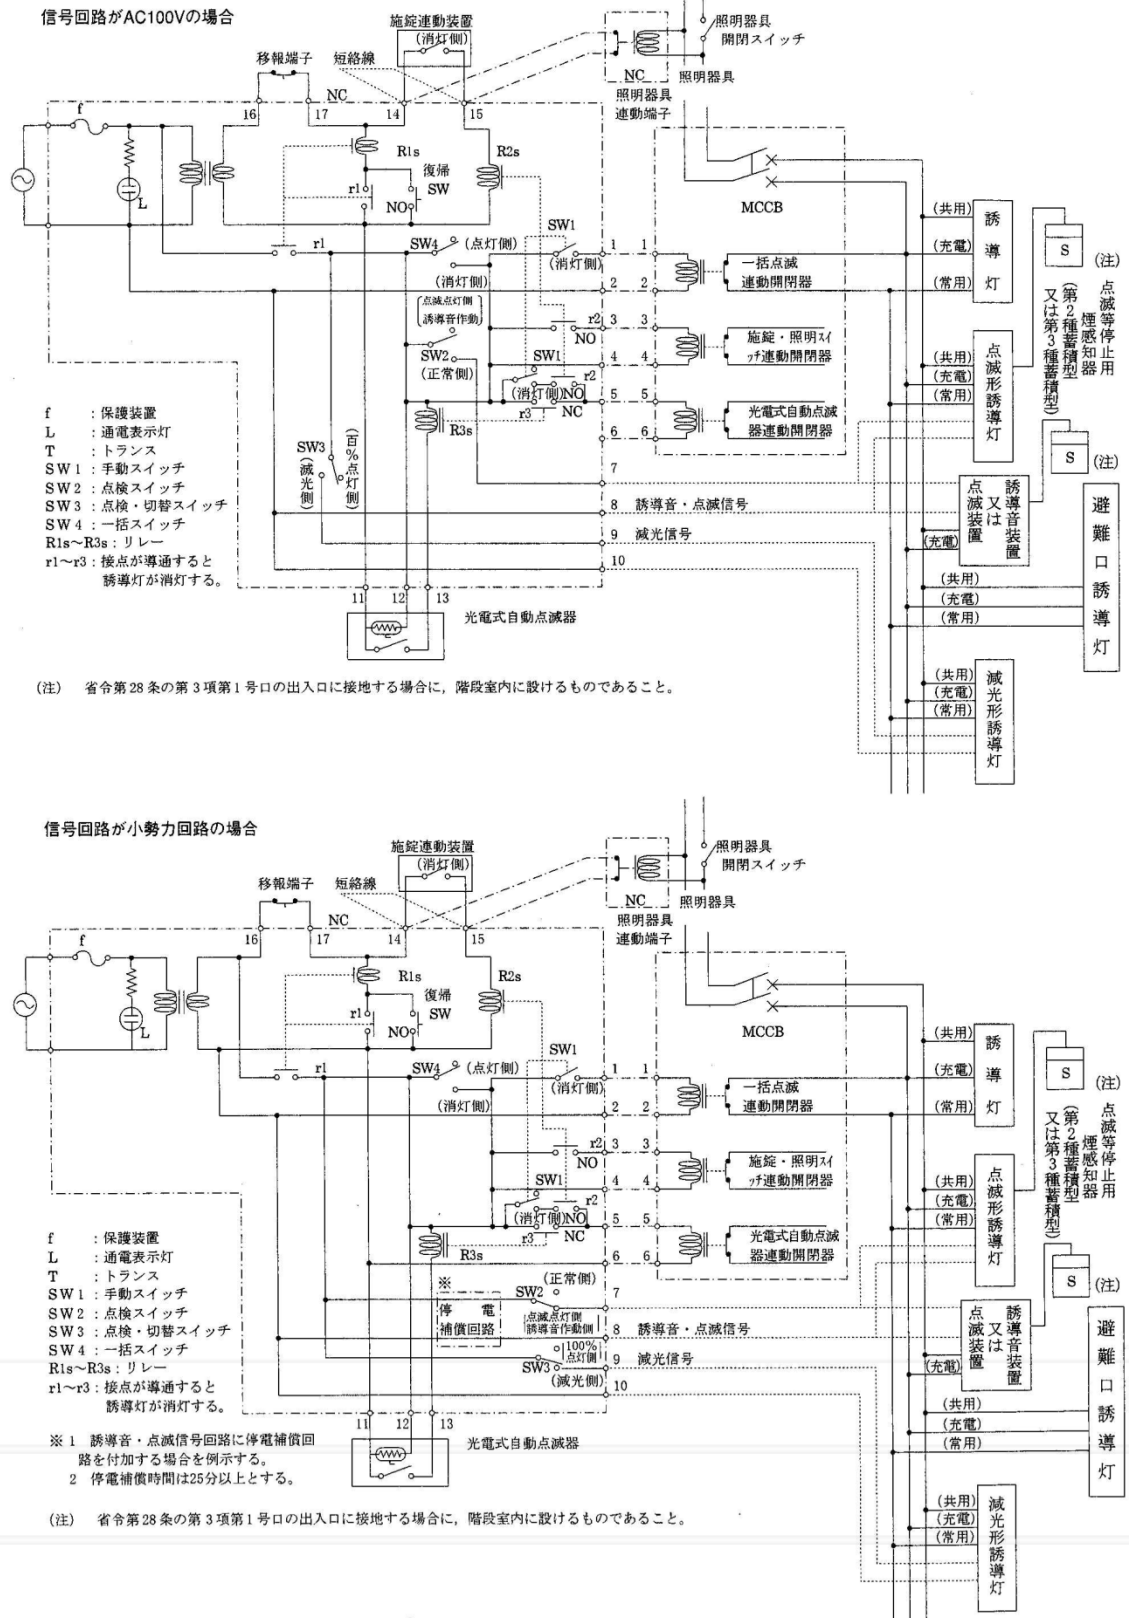 信号回路がAC100Vの場合
施錠連動装置
(消灯側)
照明器具
開閉スイッチ
移報端子
短絡線
NC
照明器具
NC
照明器具
連動端子
f
16
17
14
15
R1s
R2s
復帰
SW
r1
NO
L
MCCB
SW1
r1
SW4
(点灯側)
(消灯側)
(消灯側)
1
1
一括点滅
連動開閉器
2
2
点滅点灯側
誘導音作動
SW2
(正常側)
r2
NO
3
3
施錠・照明スイ
ッチ連動開閉器
SW1
4
4
r2
(消灯側)
NO
r3
NC
5
5
光電式自動点滅
器連動開閉器
R3s
6
6
SW3
(減光側)
(百%点灯側)
7
8
誘導音・点滅信号
9
減光信号
10
11
12
13
光電式自動点滅器
f : 保護装置
L : 通電表示灯
T : トランス
SW1 : 手動スイッチ
SW2 : 点検スイッチ
SW3 : 点検・切替スイッチ
SW4 : 一括スイッチ
R1s~R3s : リレー
r1~r3 : 接点が導通すると
誘導灯が消灯する。
(共用)
(充電)
(常用)
誘導灯
S
(注)
点滅等停止用
煙感知器
(第2種蓄積型
又は第3種蓄積型)
(共用)
(充電)
(常用)
点滅形誘導灯
S
(注)
誘導音装置
又は
点滅装置
(充電)
避難口誘導灯
(共用)
(充電)
(常用)
(共用)
(充電)
(常用)
減光形誘導灯
(注) 省令第28条の第3項第1号ロの出入口に接地する場合に，階段室内に設けるものであること。
信号回路が小勢力回路の場合
施錠連動装置
(消灯側)
照明器具
開閉スイッチ
移報端子
短絡線
NC
照明器具
NC
照明器具
連動端子
f
16
17
14
15
R1s
R2s
復帰
SW
r1
NO
L
MCCB
SW1
r1
SW4
(点灯側)
(消灯側)
(消灯側)
1
1
一括点滅
連動開閉器
2
2
r2
NO
3
3
施錠・照明スイ
ッチ連動開閉器
SW1
4
4
r2
(消灯側)
NO
r3
NC
5
5
光電式自動点滅
器連動開閉器
R3s
6
6
(正常側)
※
停電
補償回路
SW2
点滅点灯側
誘導音作動側
7
8
誘導音・点滅信号
100%
点灯側
SW3
(減光側)
9
減光信号
10
11
12
13
光電式自動点滅器
f : 保護装置
L : 通電表示灯
T : トランス
SW1 : 手動スイッチ
SW2 : 点検スイッチ
SW3 : 点検・切替スイッチ
SW4 : 一括スイッチ
R1s~R3s : リレー
r1~r3 : 接点が導通すると
誘導灯が消灯する。
※1 誘導音・点滅信号回路に停電補償回
路を付加する場合を例示する。
2 停電補償時間は25分以上とする。
(共用)
(充電)
(常用)
誘導灯
S
(注)
点滅等停止用
煙感知器
(第2種蓄積型
又は第3種蓄積型)
(共用)
(充電)
(常用)
点滅形誘導灯
S
(注)
誘導音装置
又は
点滅装置
(充電)
避難口誘導灯
(共用)
(充電)
(常用)
(共用)
(充電)
(常用)
減光形誘導灯
(注) 省令第28条の第3項第1号ロの出入口に接地する場合に，階段室内に設けるものであること。